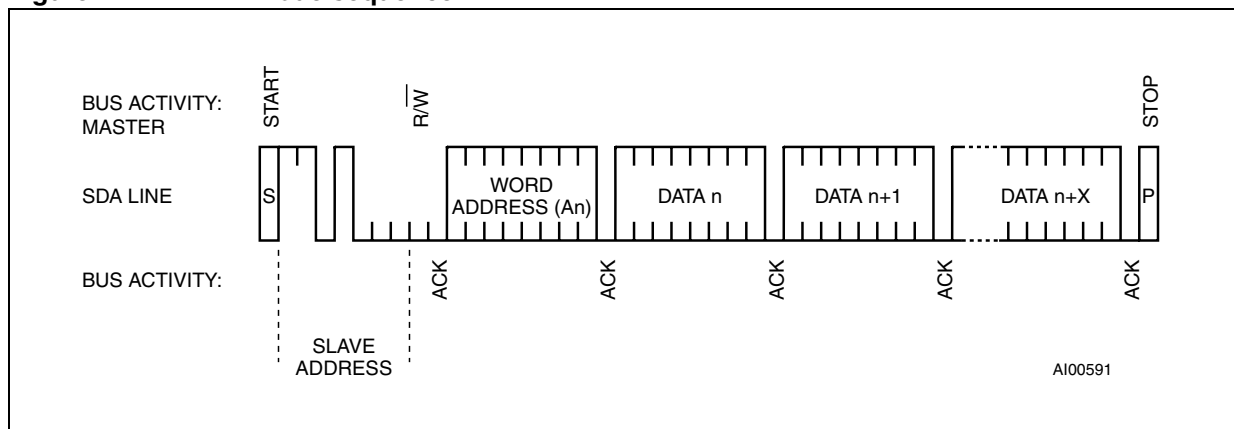 BUS ACTIVITY:
MASTER
START
R/W
STOP
SDA LINE
S
WORD
ADDRESS (An)
DATA n
DATA n+1
DATA n+X
P
BUS ACTIVITY:
ACK
ACK
ACK
ACK
ACK
SLAVE
ADDRESS
AI00591